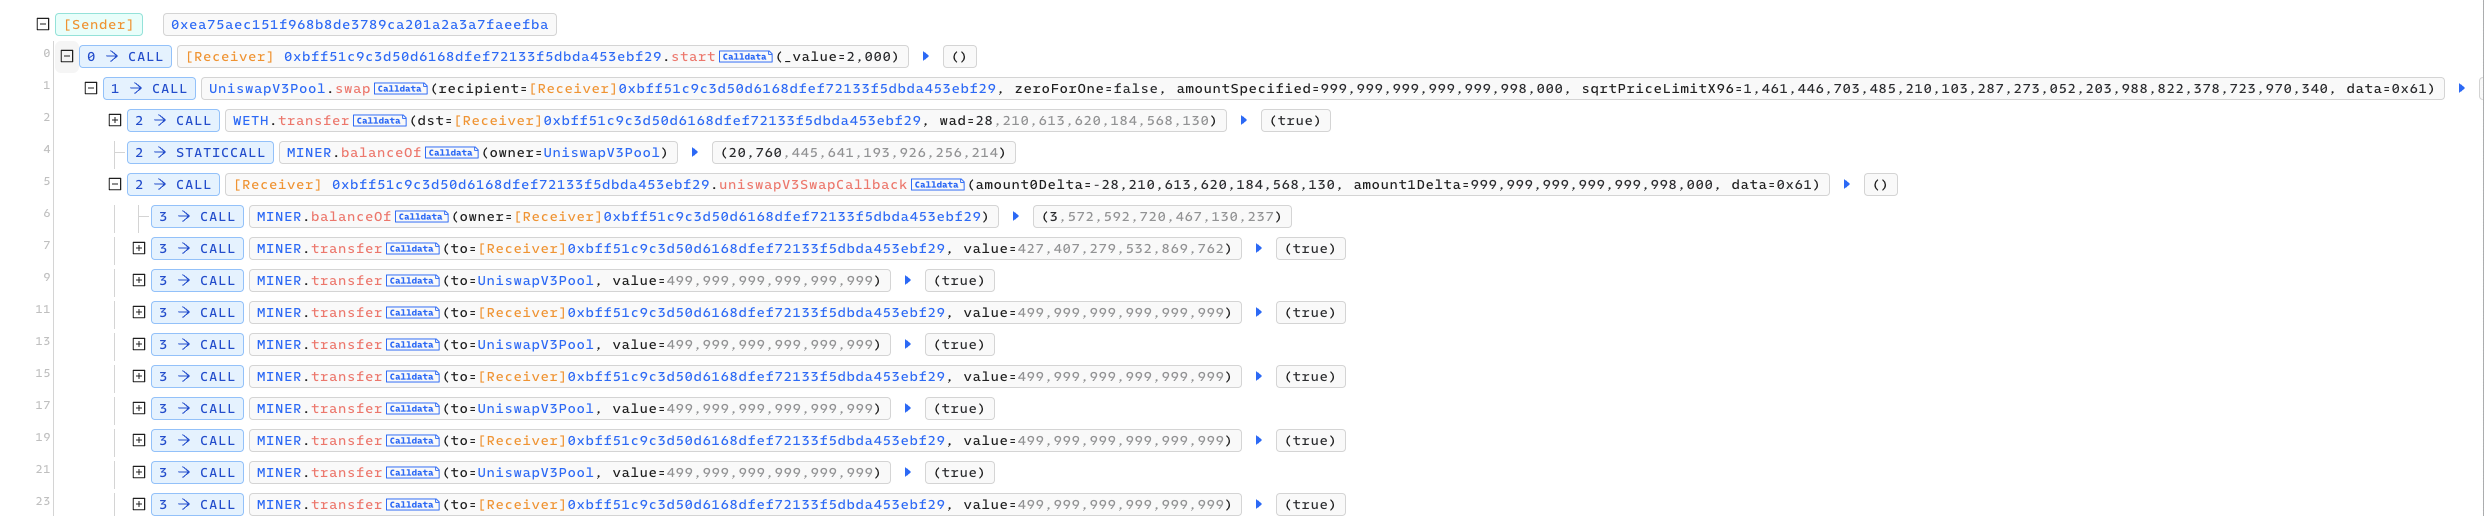 [Sender] 0xea75aec151f968b8de3789ca201a2a3a7faeefba
0 0 → CALL [Receiver] 0xbff51c9c3d50d6168dfef72133f5dbda453ebf29.start Calldata (_value=2,000) ()
1 1 → CALL UniswapV3Pool.swap Calldata (recipient=[Receiver]0xbff51c9c3d50d6168dfef72133f5dbda453ebf29, zeroForOne=false, amountSpecified=999,999,999,999,999,998,000, sqrtPriceLimitX96=1,461,446,703,485,210,103,287,273,052,203,988,822,378,723,970,340, data=0x61)
2 2 → CALL WETH.transfer Calldata (dst=[Receiver]0xbff51c9c3d50d6168dfef72133f5dbda453ebf29, wad=28,210,613,620,184,568,130) (true)
4 2 → STATICCALL MINER.balanceOf Calldata (owner=UniswapV3Pool) (20,760,445,641,193,926,256,214)
5 2 → CALL [Receiver] 0xbff51c9c3d50d6168dfef72133f5dbda453ebf29.uniswapV3SwapCallback Calldata (amount0Delta=-28,210,613,620,184,568,130, amount1Delta=999,999,999,999,999,998,000, data=0x61) ()
6 3 → CALL MINER.balanceOf Calldata (owner=[Receiver]0xbff51c9c3d50d6168dfef72133f5dbda453ebf29) (3,572,592,720,467,130,237)
7 3 → CALL MINER.transfer Calldata (to=[Receiver]0xbff51c9c3d50d6168dfef72133f5dbda453ebf29, value=427,407,279,532,869,762) (true)
9 3 → CALL MINER.transfer Calldata (to=UniswapV3Pool, value=499,999,999,999,999,999) (true)
11 3 → CALL MINER.transfer Calldata (to=[Receiver]0xbff51c9c3d50d6168dfef72133f5dbda453ebf29, value=499,999,999,999,999,999) (true)
13 3 → CALL MINER.transfer Calldata (to=UniswapV3Pool, value=499,999,999,999,999,999) (true)
15 3 → CALL MINER.transfer Calldata (to=[Receiver]0xbff51c9c3d50d6168dfef72133f5dbda453ebf29, value=499,999,999,999,999,999) (true)
17 3 → CALL MINER.transfer Calldata (to=UniswapV3Pool, value=499,999,999,999,999,999) (true)
19 3 → CALL MINER.transfer Calldata (to=[Receiver]0xbff51c9c3d50d6168dfef72133f5dbda453ebf29, value=499,999,999,999,999,999) (true)
21 3 → CALL MINER.transfer Calldata (to=UniswapV3Pool, value=499,999,999,999,999,999) (true)
23 3 → CALL MINER.transfer Calldata (to=[Receiver]0xbff51c9c3d50d6168dfef72133f5dbda453ebf29, value=499,999,999,999,999,999) (true)